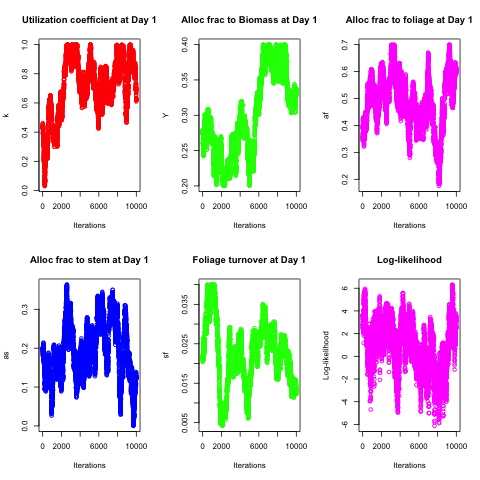 Utilization coefficient at Day 1
k
0.0 0.2 0.4 0.6 0.8 1.0
0 2000 6000 10000
Iterations
Alloc frac to Biomass at Day 1
Y
0.20 0.25 0.30 0.35 0.40
0 2000 6000 10000
Iterations
Alloc frac to foliage at Day 1
af
0.2 0.3 0.4 0.5 0.6 0.7
0 2000 6000 10000
Iterations
Alloc frac to stem at Day 1
as
0.0 0.1 0.2 0.3
0 2000 6000 10000
Iterations
Foliage turnover at Day 1
sf
0.005 0.015 0.025 0.035
0 2000 6000 10000
Iterations
Log-likelihood
Log-likelihood
-6 -4 -2 0 2 4 6
0 2000 6000 10000
Iterations